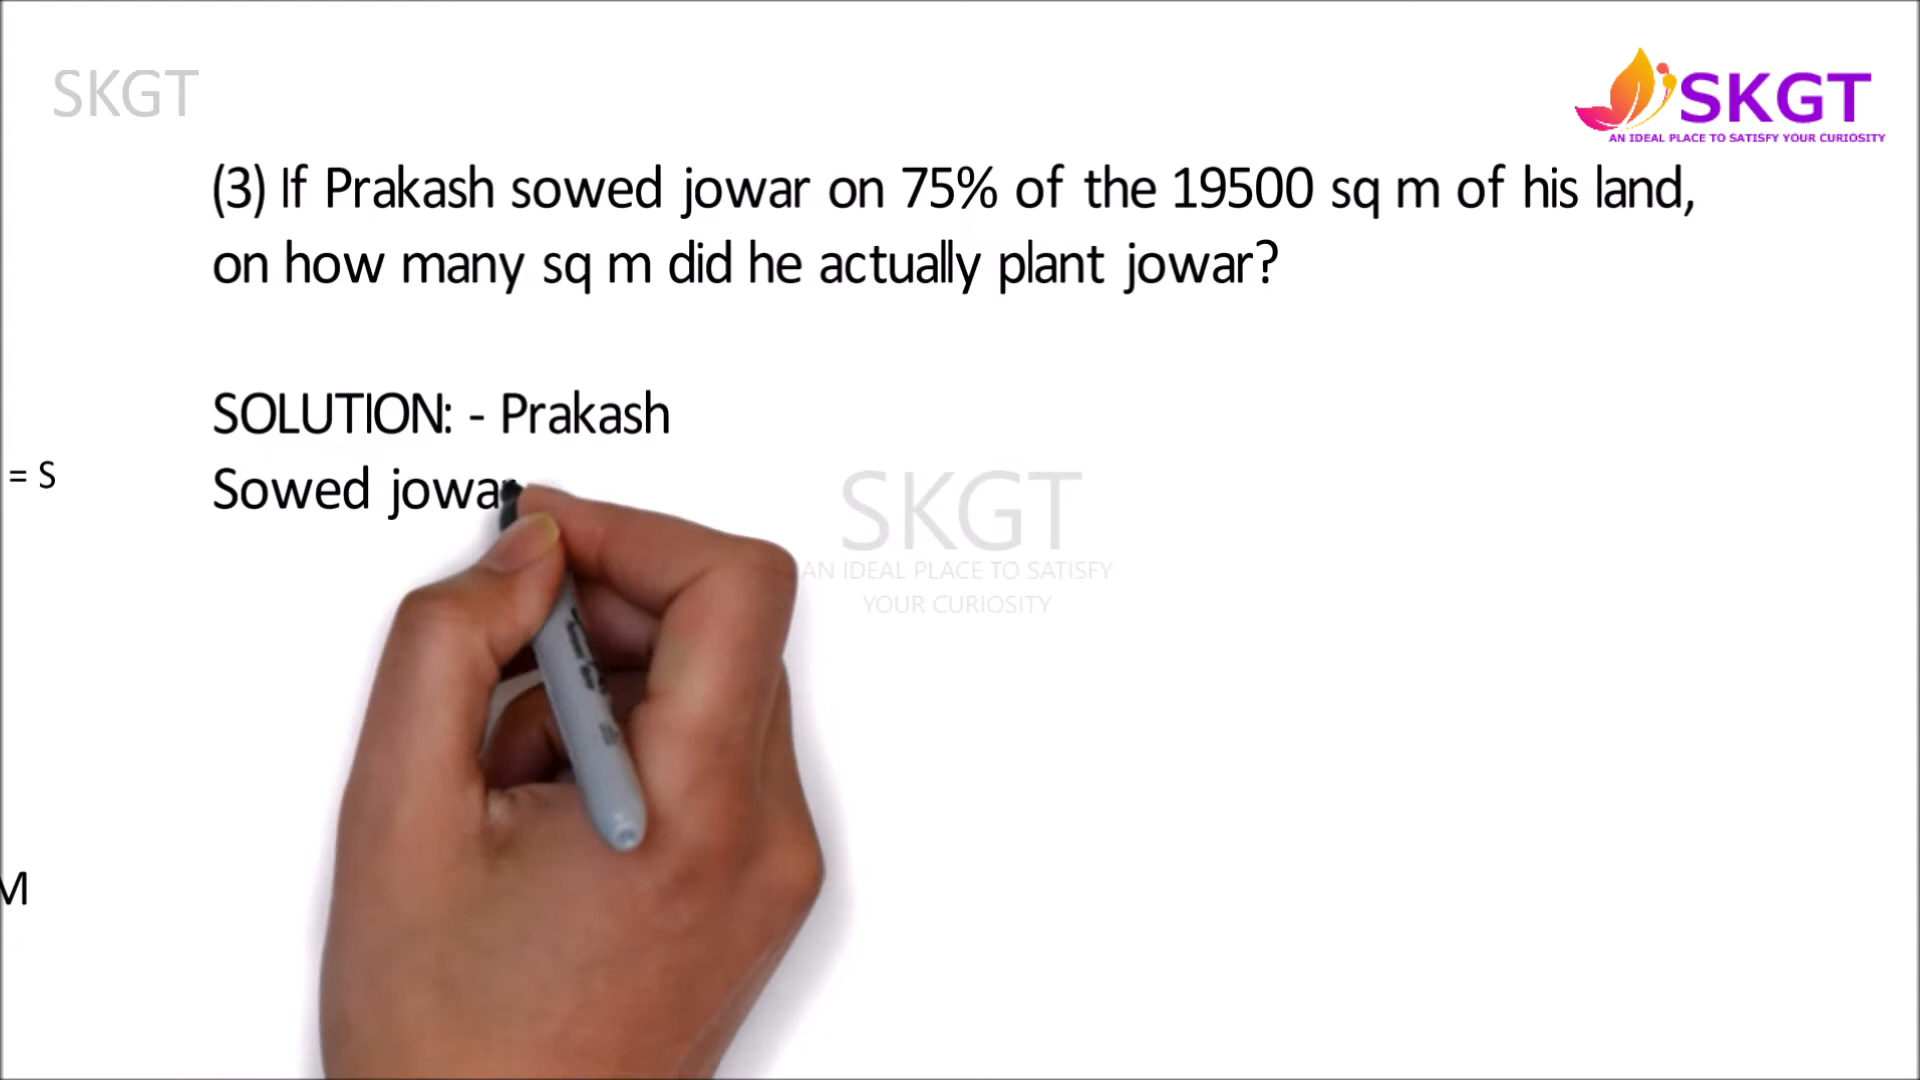 SKGT
SKGT
AN IDEAL PLACE TO SATISFY YOUR CURIOSITY
(3) If Prakash sowed jowar on 75% of the 19500 sq m of his land,
on how many sq m did he actually plant jowar?
SOLUTION: - Prakash
= S
Sowed jowar
SKGT
AN IDEAL PLACE TO SATISFY
YOUR CURIOSITY
M